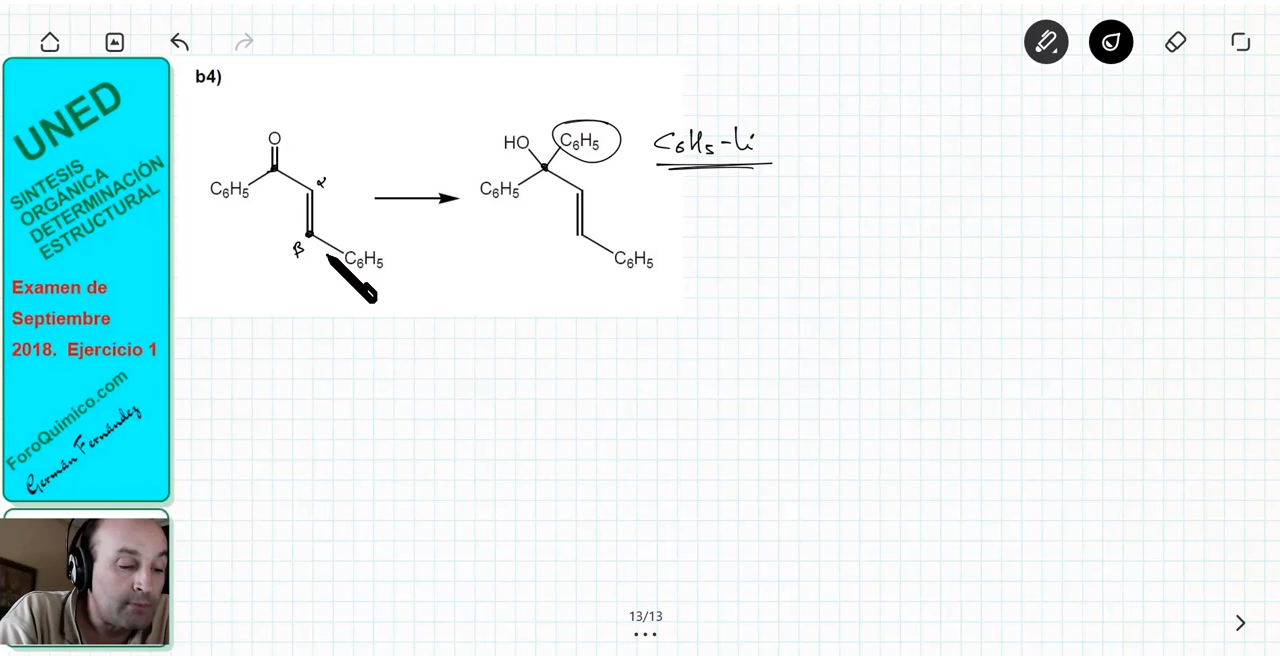 UNED
SINTESIS
ORGÁNICA
DETERMINACIÓN
ESTRUCTURAL
Examen de
Septiembre
2018. Ejercicio 1
ForoQuimico.com
Germán Fernández
b4)
O
C₆H₅
α
β
C₆H₅
HO
C₆H₅
C₆H₅
C₆H₅
C₆H₅-Li
13/13